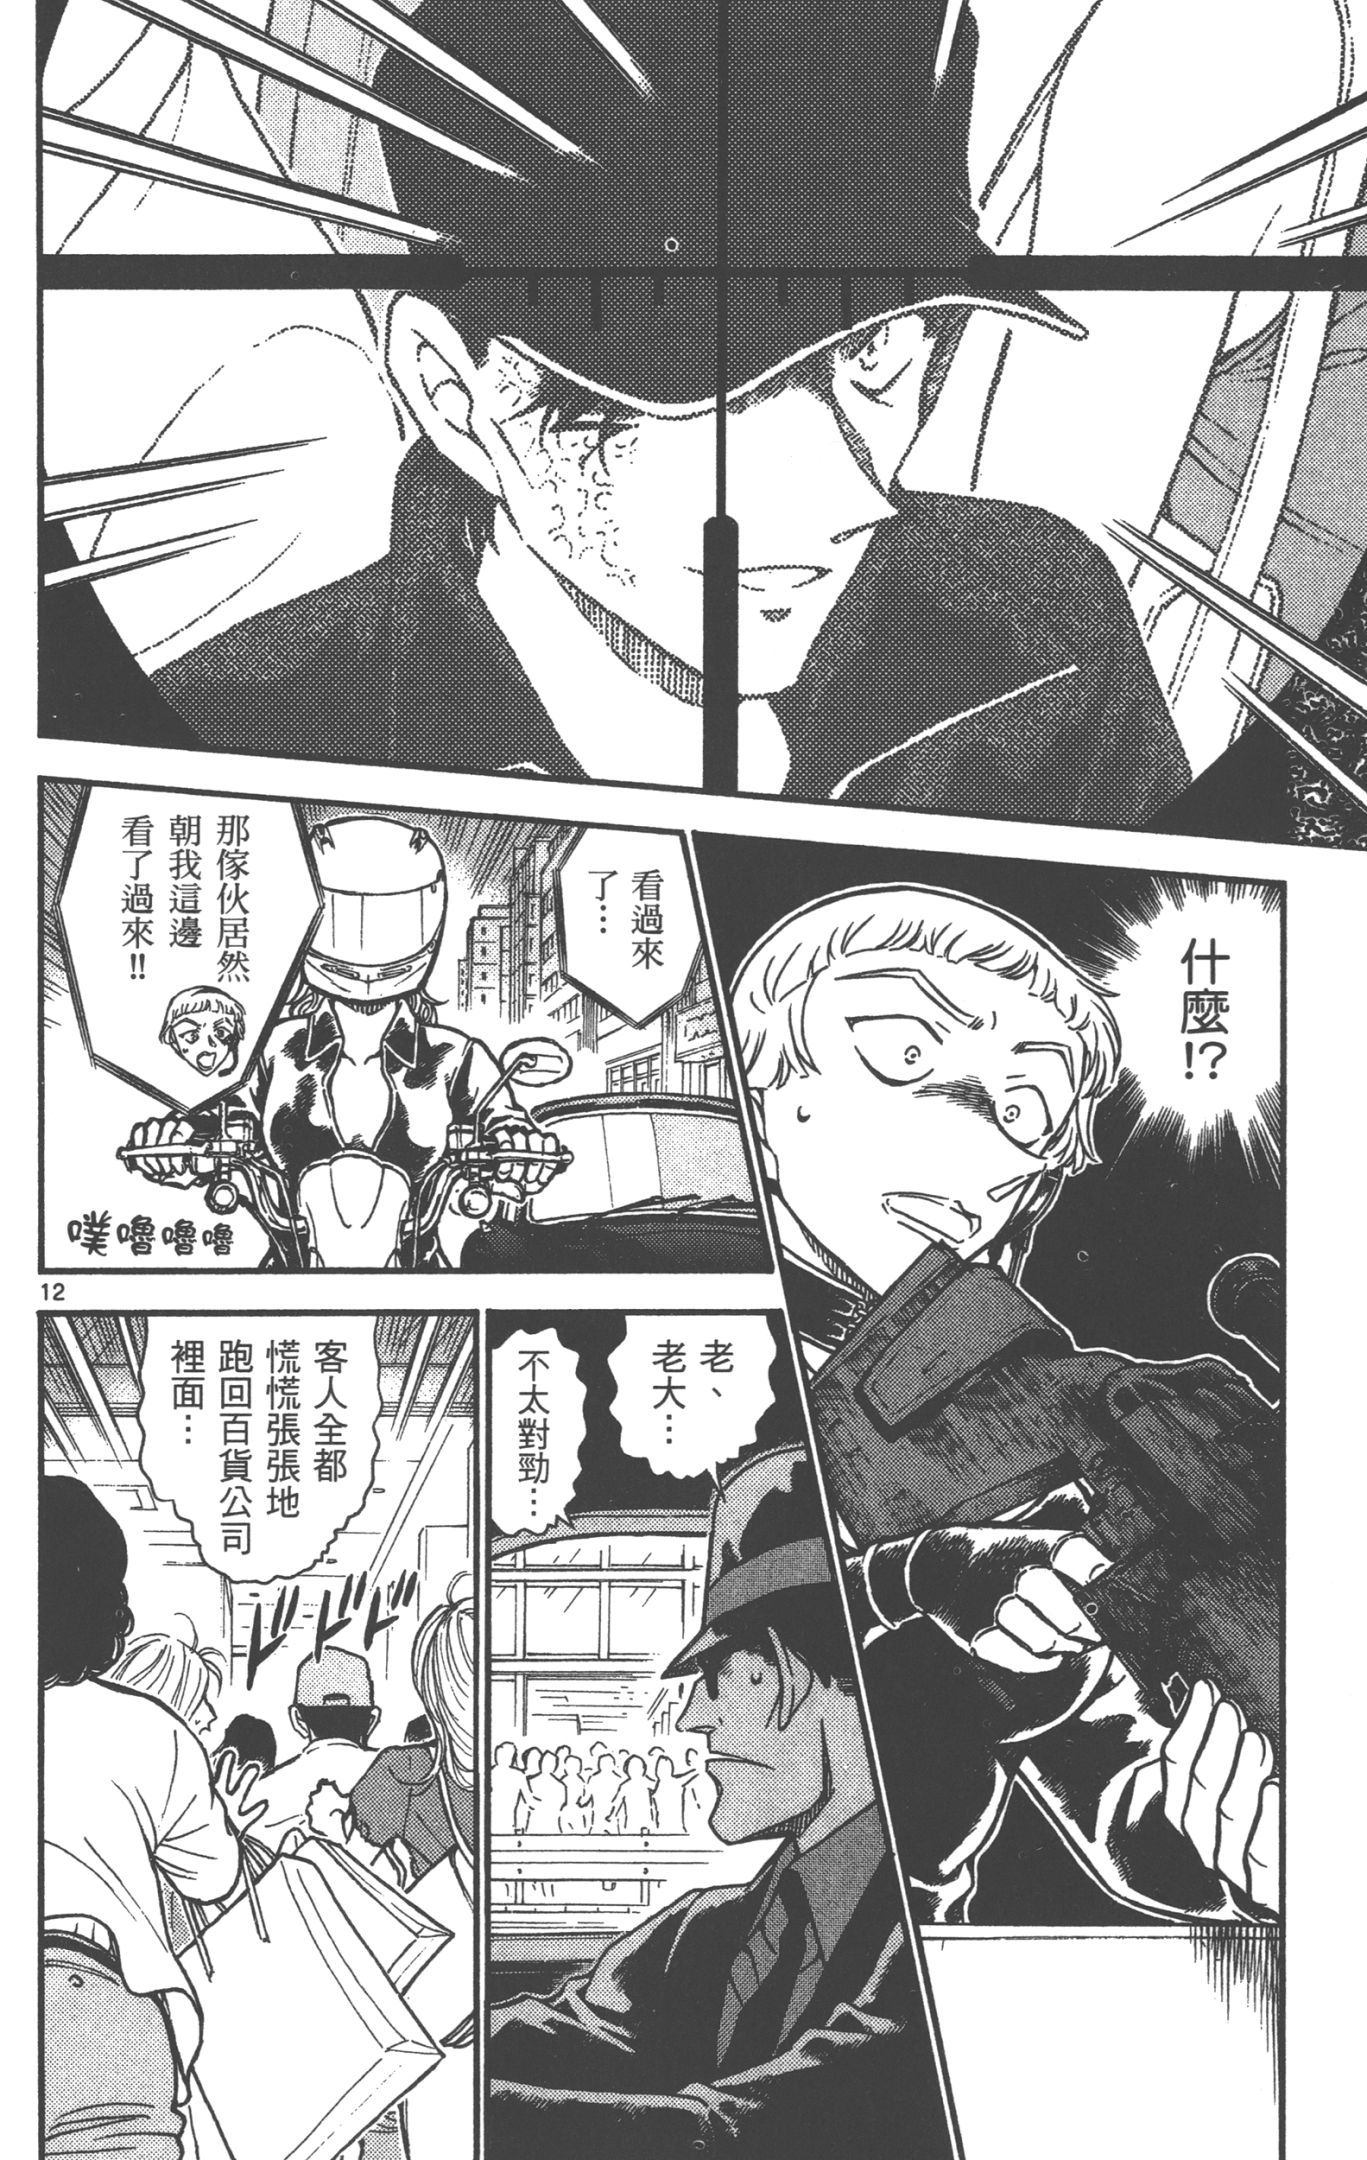 什麼!?
看過來
了…
那傢伙居然
朝我這邊
看了過來!!
噗嚕嚕嚕
12
老、
老大…
不太對勁…
客人全都
慌慌張張地
跑回百貨公司
裡面…
ドドド